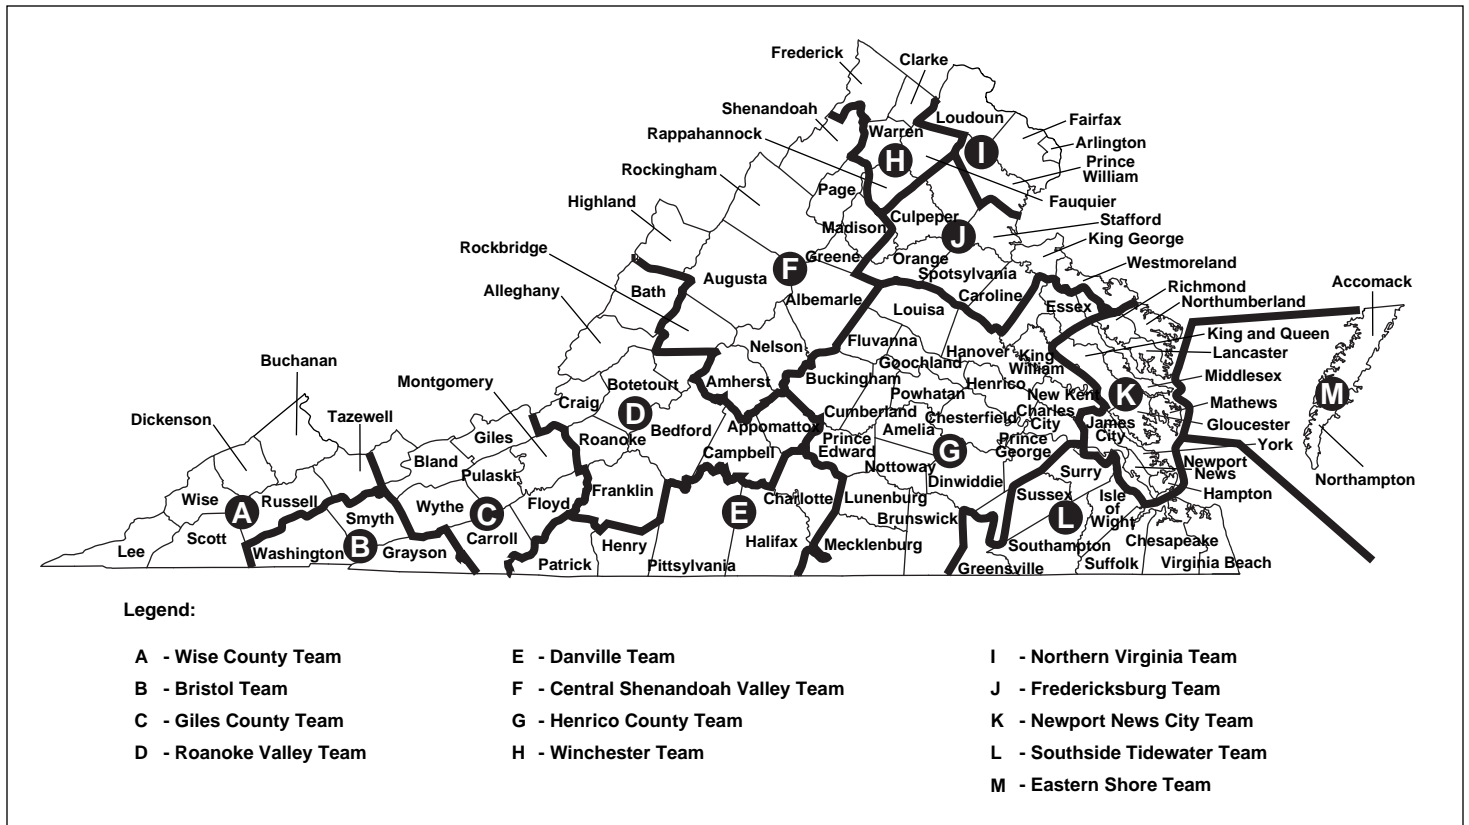 Frederick
Clarke
Shenandoah
Loudoun
Fairfax
Rappahannock
Warren
Arlington
H
I
Prince
William
Rockingham
Page
Fauquier
Highland
Culpeper
Stafford
Madison
J
King George
Rockbridge
Greene
Orange
Westmoreland
F
Augusta
Spotsylvania
Accomack
Alleghany
Bath
Albemarle
Caroline
Richmond
Northumberland
Louisa
Essex
King and Queen
Nelson
Fluvanna
Hanover
King
William
Lancaster
Buchanan
Goochland
Middlesex
Montgomery
Botetourt
Amherst
Buckingham
Henrico
Powhatan
New Kent
K
M
Craig
D
Mathews
Dickenson
Tazewell
Cumberland
Chesterfield
Charles
City
James
City
Gloucester
Appomattox
Bedford
Amelia
Giles
Roanoke
Prince
Edward
Prince
George
York
Campbell
G
Bland
Nottoway
Newport
News
Pulaski
Surry
Dinwiddie
Northampton
Wise
Russell
Franklin
Charlotte
Lunenburg
Sussex
Isle
of
Wight
Hampton
A
Wythe
C
Floyd
E
Smyth
Brunswick
L
Scott
Carroll
Halifax
Chesapeake
Lee
Washington
B
Grayson
Henry
Mecklenburg
Southampton
Patrick
Pittsylvania
Greensville
Suffolk
Virginia Beach
Legend:
A - Wise County Team
B - Bristol Team
C - Giles County Team
D - Roanoke Valley Team
E - Danville Team
F - Central Shenandoah Valley Team
G - Henrico County Team
H - Winchester Team
I - Northern Virginia Team
J - Fredericksburg Team
K - Newport News City Team
L - Southside Tidewater Team
M - Eastern Shore Team